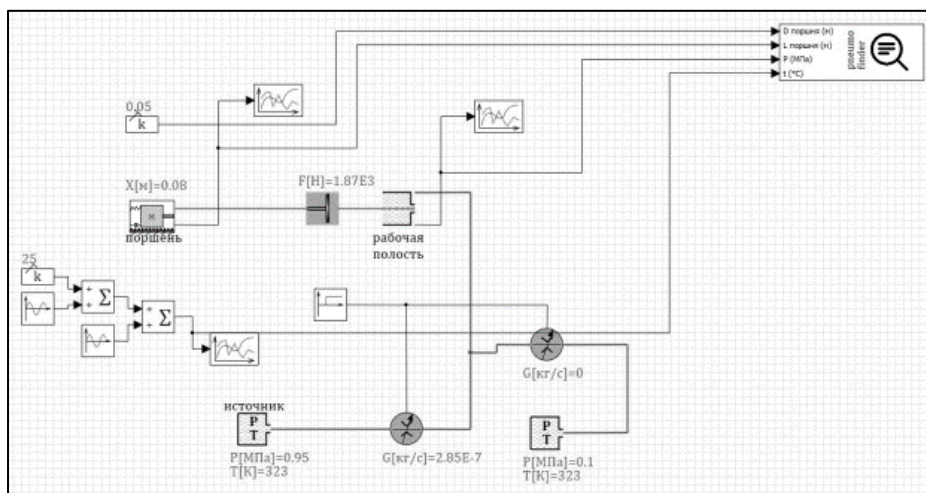 D поршня (м)
L поршня (м)
P (МПа)
t (°C)
pneumo
finder
0.05
k
X[м]=0.08
F[Н]=1.87E3
М
поршень
рабочая
полость
25
k
+
+
Σ
+
+
Σ
G[кг/с]=0
источник
P
T
P[МПа]=0.95
T[К]=323
G[кг/с]=2.85E-7
P
T
P[МПа]=0.1
T[К]=323